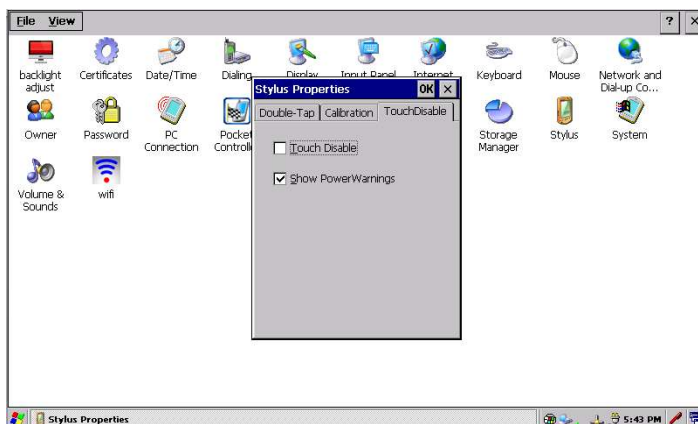 File View ? ×
backlight adjust
Certificates
Date/Time
Dialing
Display
Input Panel
Internet
Keyboard
Mouse
Network and Dial-up Co...
Stylus Properties OK ×
Double-Tap Calibration TouchDisable
Owner
Password
PC Connection
Pocket
Storage Manager
Stylus
System
Touch Disable
Show PowerWarnings
Volume & Sounds
wifi
Stylus Properties 5:43 PM